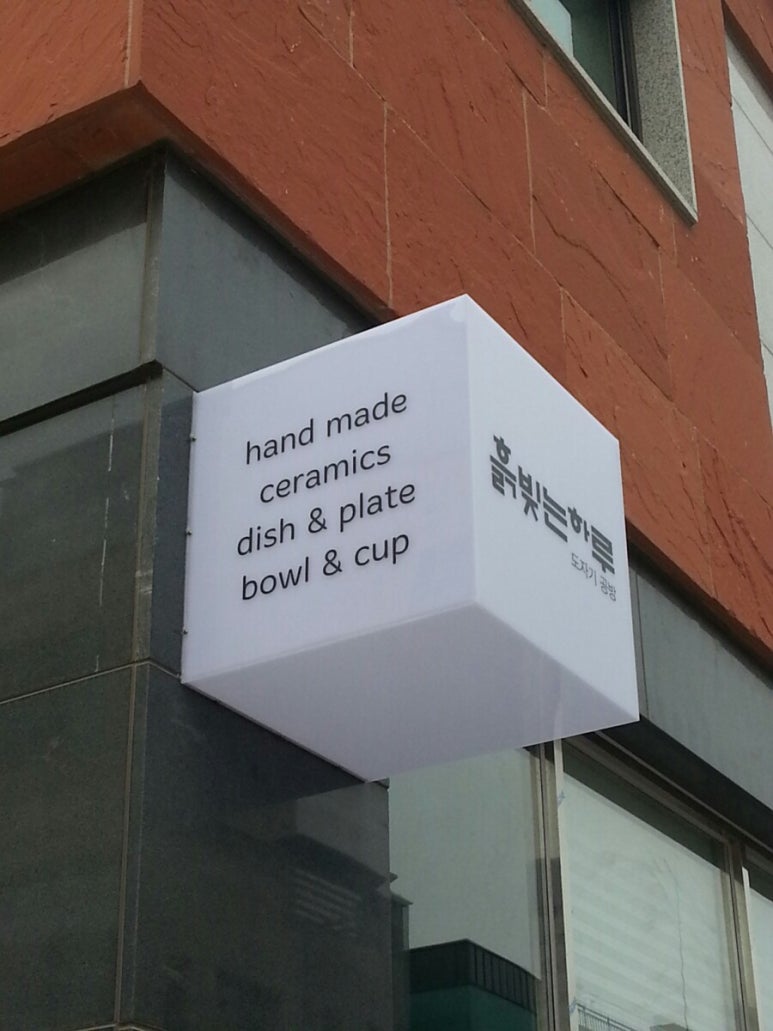 hand made
ceramics
dish & plate
bowl & cup
흙빛는하루
도자기 공방